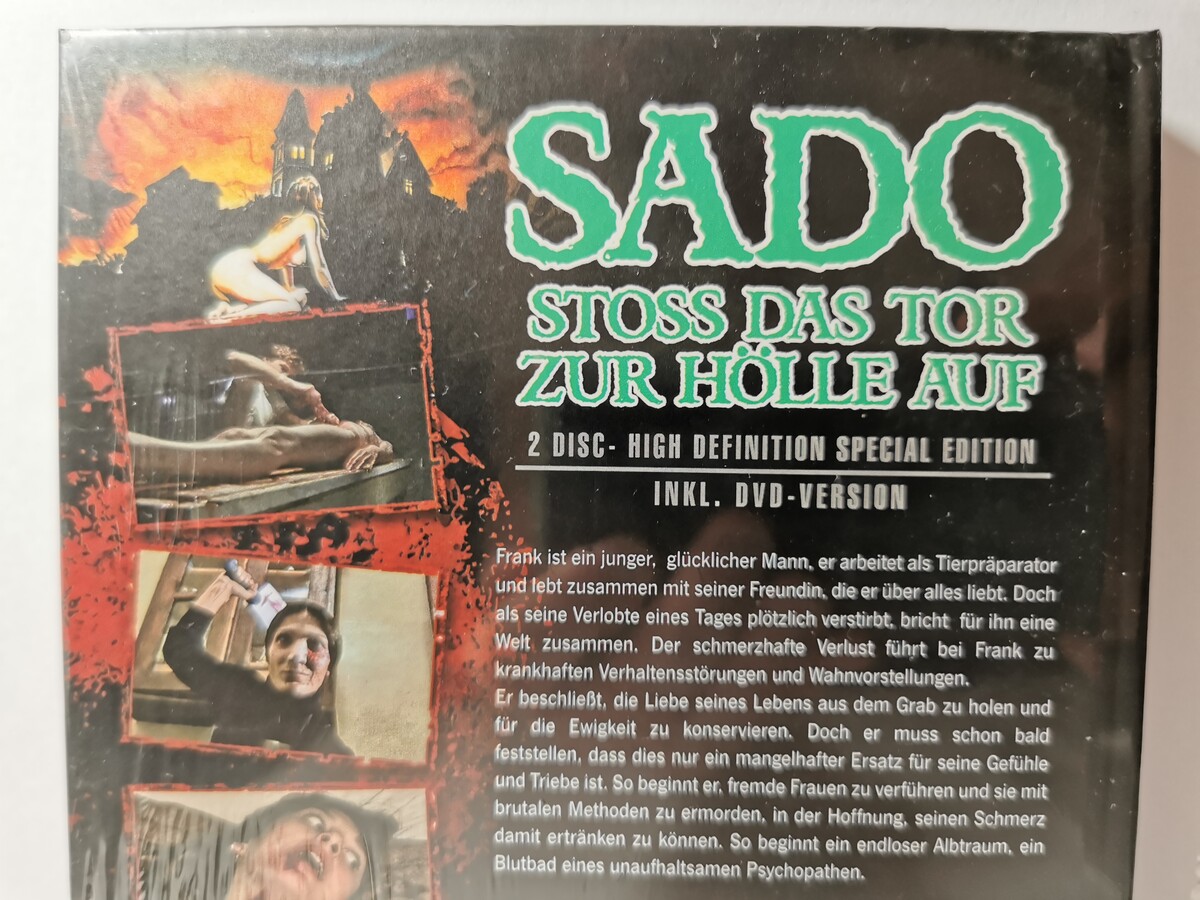 SADO
STOSS DAS TOR
ZUR HÖLLE AUF
2 DISC- HIGH DEFINITION SPECIAL EDITION
INKL. DVD-VERSION
Frank ist ein junger, glücklicher Mann, er arbeitet als Tierpräparator
und lebt zusammen mit seiner Freundin, die er über alles liebt. Doch
als seine Verlobte eines Tages plötzlich verstirbt, bricht für ihn eine
Welt zusammen. Der schmerzhafte Verlust führt bei Frank zu
krankhaften Verhaltensstörungen und Wahnvorstellungen.
Er beschließt, die Liebe seines Lebens aus dem Grab zu holen und
für die Ewigkeit zu konservieren. Doch er muss schon bald
feststellen, dass dies nur ein mangelhafter Ersatz für seine Gefühle
und Triebe ist. So beginnt er, fremde Frauen zu verführen und sie mit
brutalen Methoden zu ermorden, in der Hoffnung, seinen Schmerz
damit ertränken zu können. So beginnt ein endloser Albtraum, ein
Blutbad eines unaufhaltsamen Psychopathen.